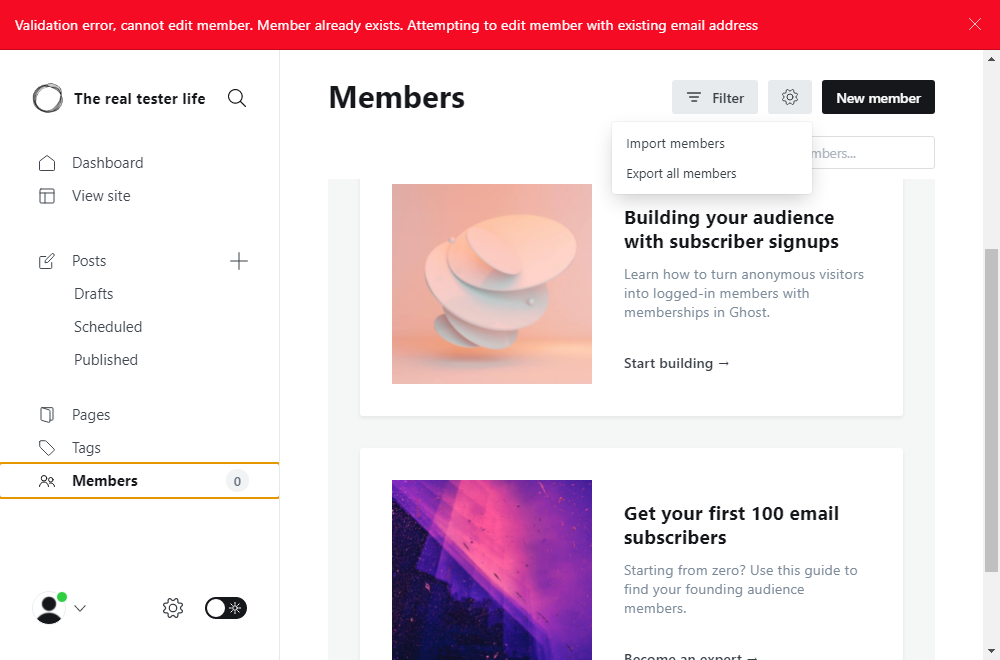 Validation error, cannot edit member. Member already exists. Attempting to edit member with existing email address
The real tester life
Dashboard
View site
Posts
Drafts
Scheduled
Published
Pages
Tags
Members
0
Members
Filter
New member
Import members
Export all members
Building your audience
with subscriber signups
Learn how to turn anonymous visitors
into logged-in members with
memberships in Ghost.
Start building →
Get your first 100 email
subscribers
Starting from zero? Use this guide to
find your founding audience
members.
Become an expert →